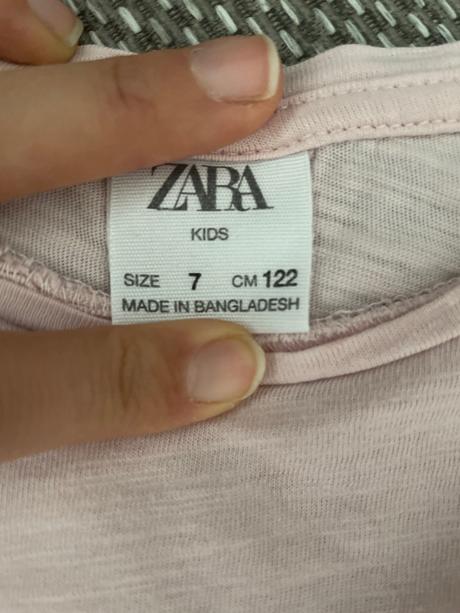 ZARA
KIDS
SIZE 7 CM 122
MADE IN BANGLADESH